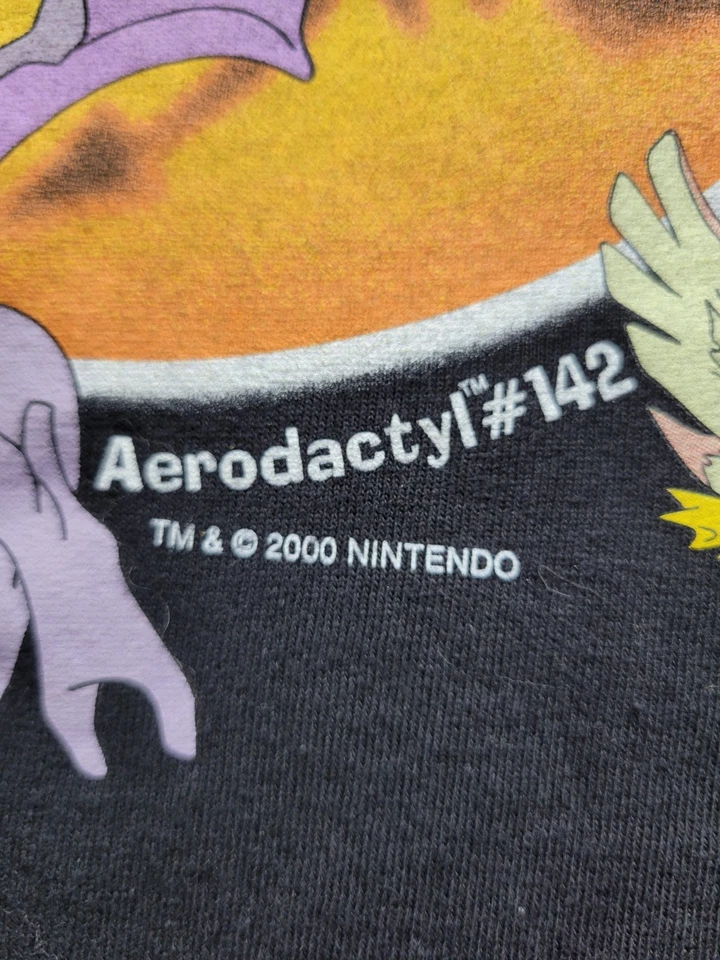 Aerodactyl™#142
TM & © 2000 NINTENDO